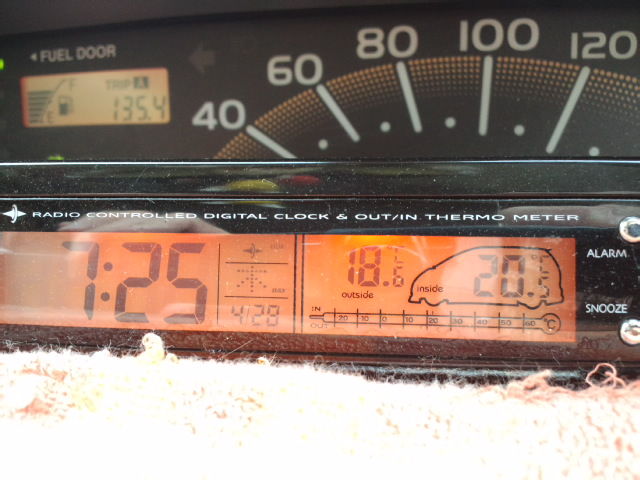 ◄ FUEL DOOR
F
TRIP A
135.4
E
40 60 80 100 120
RADIO CONTROLLED DIGITAL CLOCK & OUT/IN THERMO METER
7:25
4/28
18.6
outside
inside
20.5
IN
OUT
20 10 0 10 20 30 40 50 60 °C
ALARM
SNOOZE